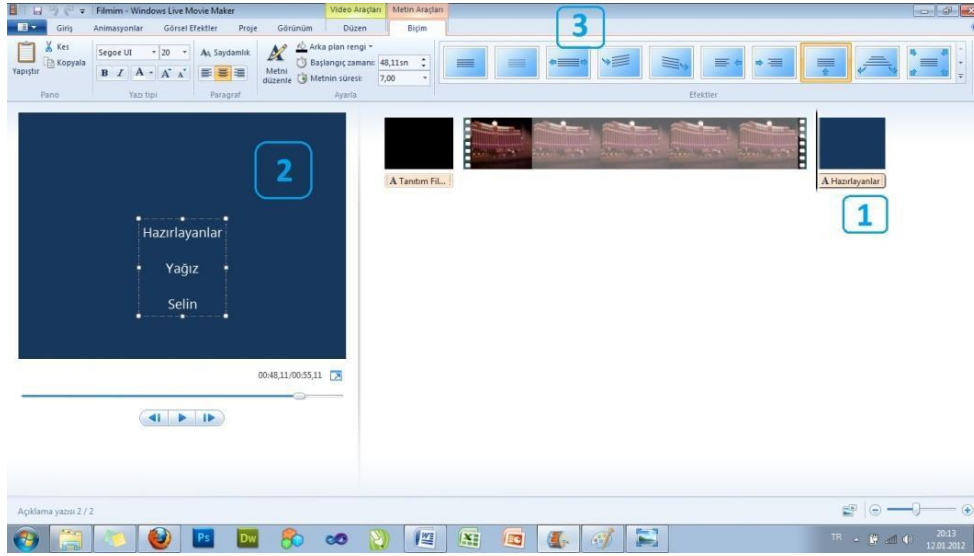 Filmim - Windows Live Movie Maker
Video Araçları
Metin Araçları
Giriş
Animasyonlar
Görsel Efektler
Proje
Görünüm
Düzen
Biçim
3
Yapıştır
Kes
Kopyala
Pano
Segoe UI
20
B I A A A
Saydamlık
Yazı tipi
Paragraf
Metni düzenle
Arka plan rengi
Başlangıç zamanı: 48,11sn
Metnin süresi: 7,00
Ayarla
Efektler
2
Hazırlayanlar
Yağız
Selin
00:48,11/00:55,11
A Tanıtım Fil...
A Hazırlayanlar
1
Açıklama yazısı 2 / 2
Ps
Dw
TR
20:13
12.01.2012